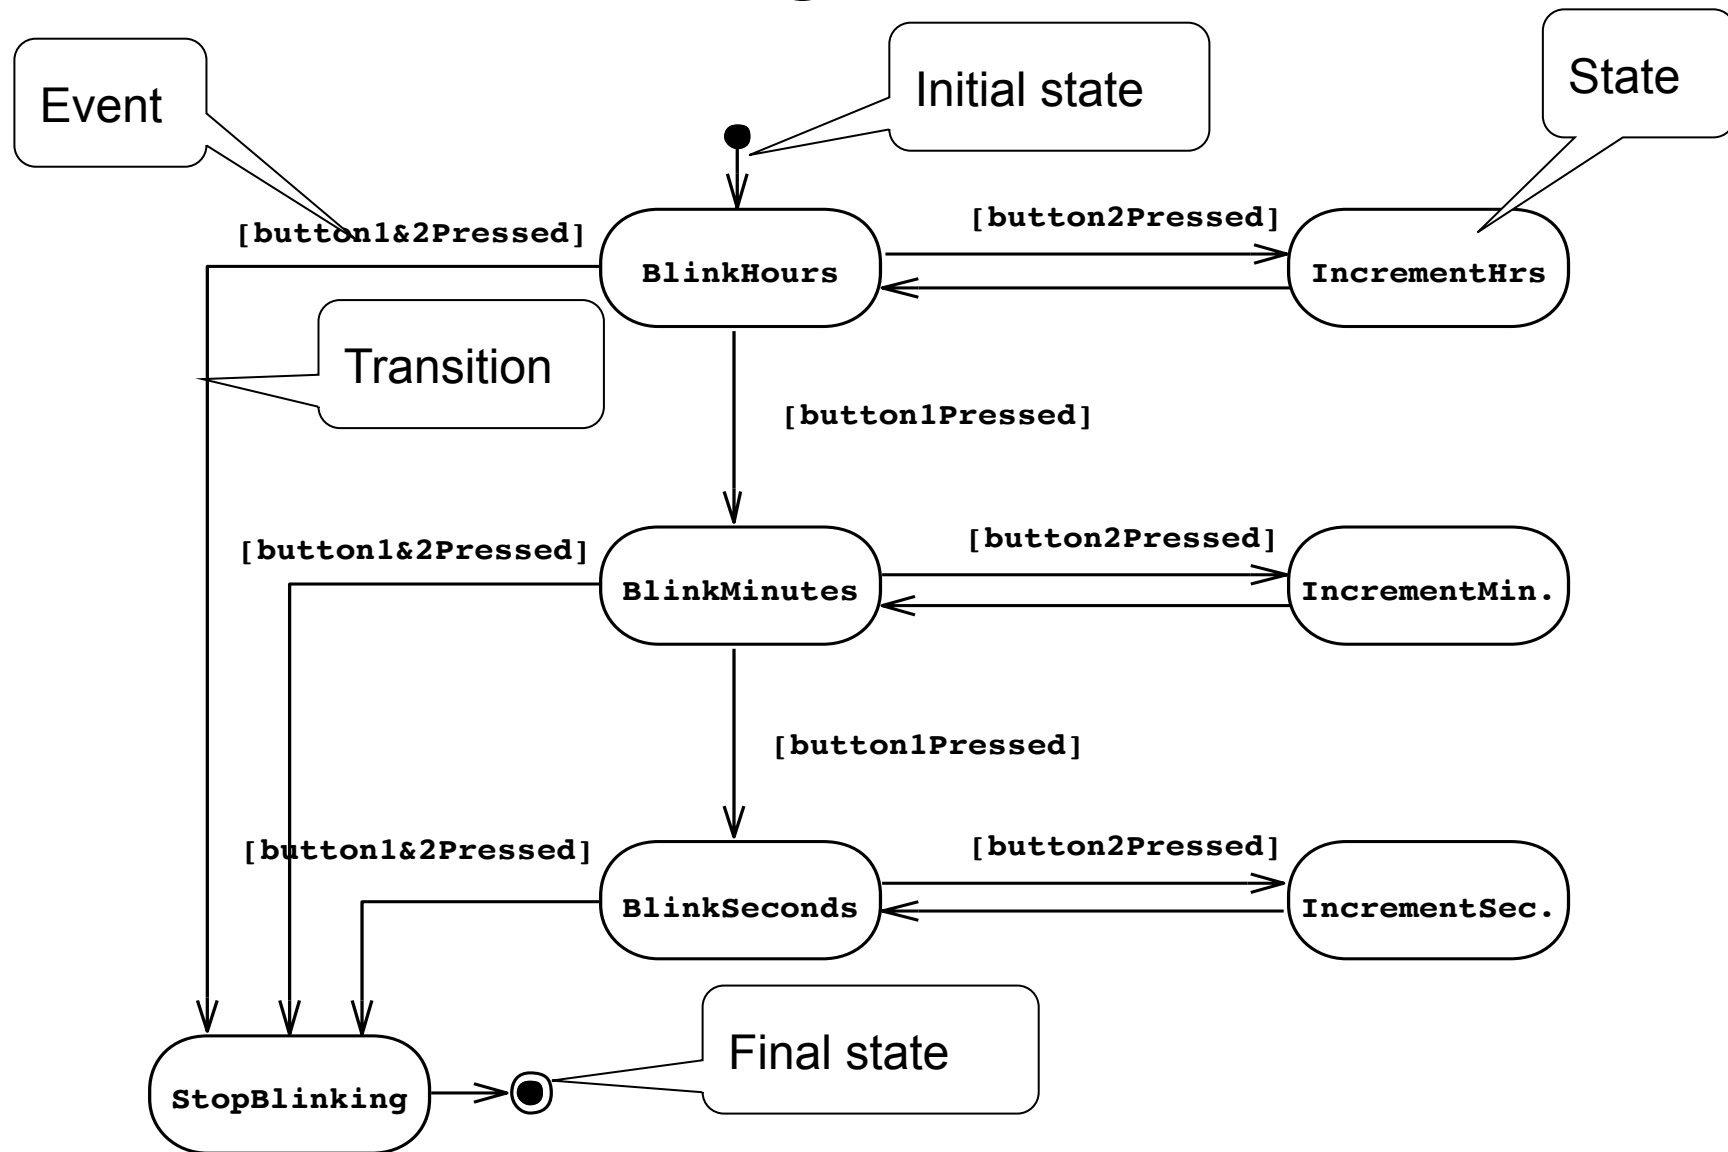 Event
Initial state
State
[button1&2Pressed]
[button2Pressed]
BlinkHours
IncrementHrs
Transition
[button1Pressed]
[button1&2Pressed]
[button2Pressed]
BlinkMinutes
IncrementMin.
[button1Pressed]
[button1&2Pressed]
[button2Pressed]
BlinkSeconds
IncrementSec.
Final state
StopBlinking